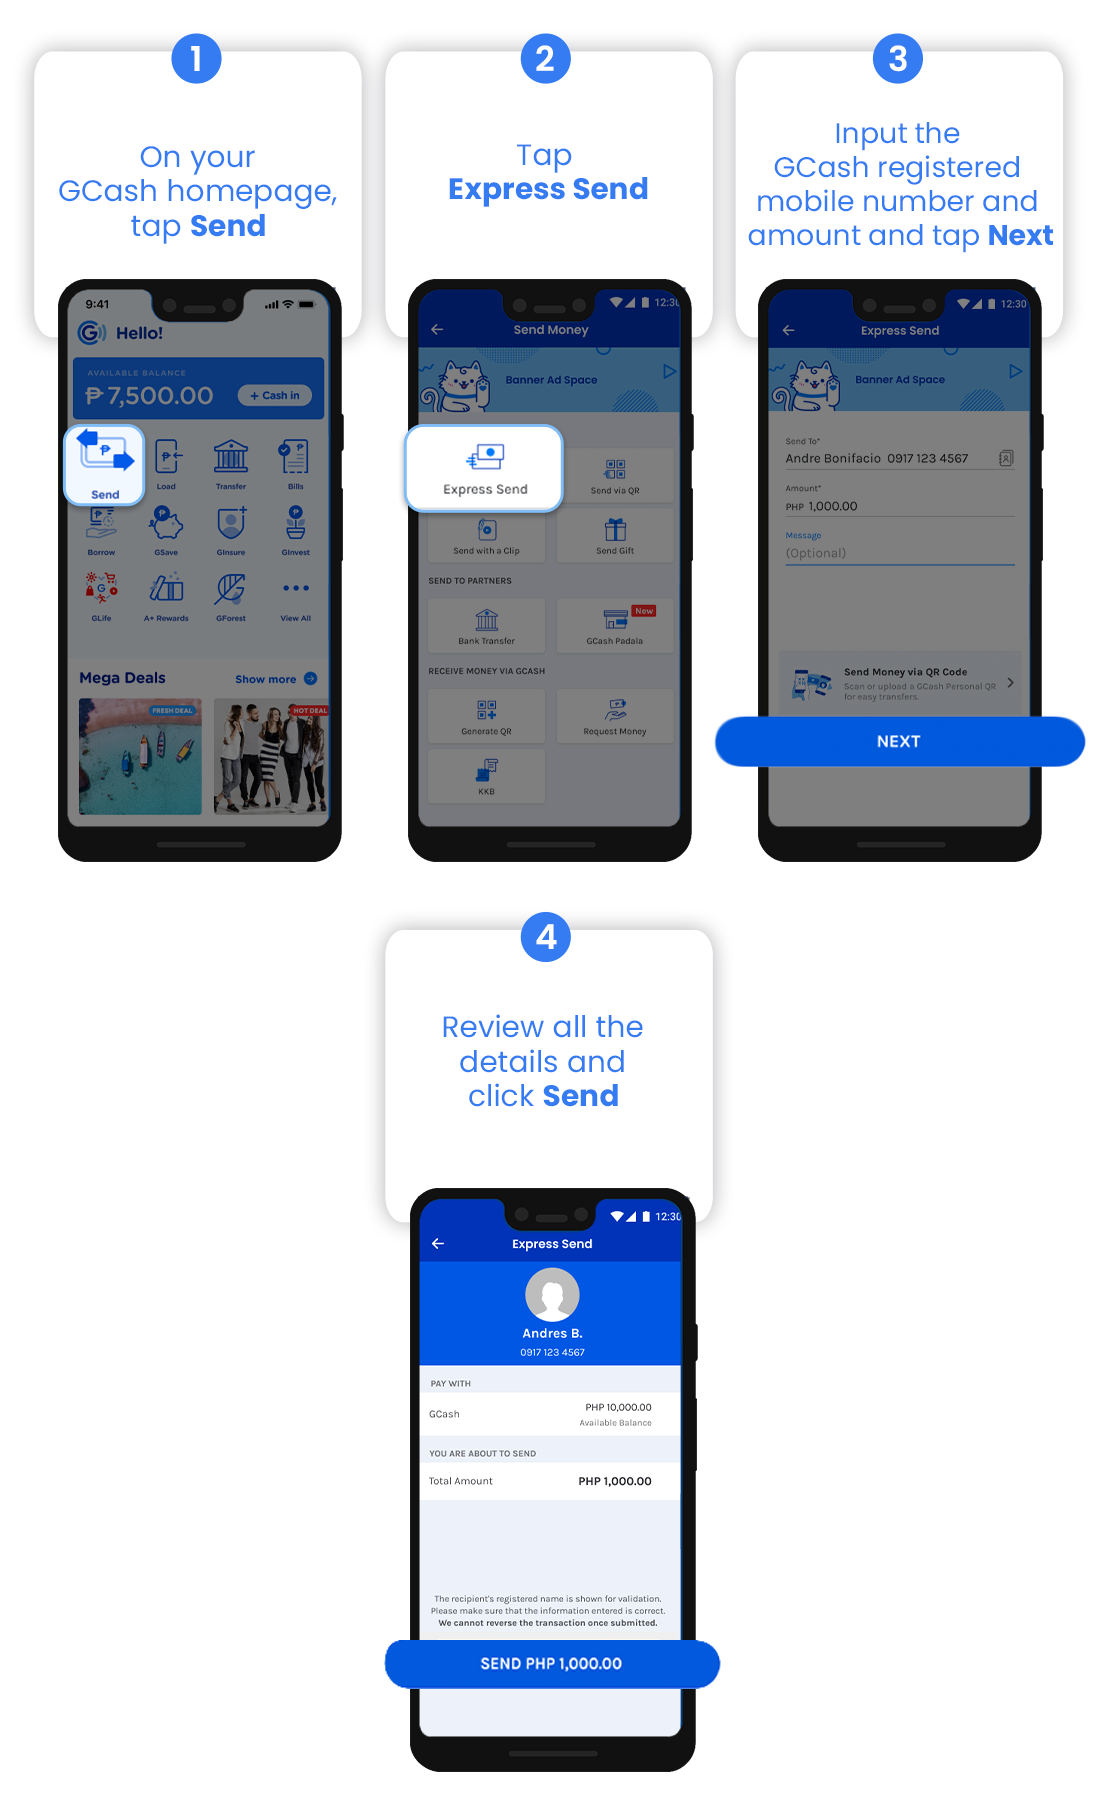 1
On your
GCash homepage,
tap Send
9:41
G
Hello!
AVAILABLE BALANCE
₱ 7,500.00
+ Cash in
Send
Load
Transfer
Bills
Borrow
GSave
GInsure
GInvest
GLife
A+ Rewards
GForest
View All
Mega Deals
Show more
FRESH DEAL
HOT DEAL
2
Tap
Express Send
12:30
Send Money
Banner Ad Space
Express Send
Send via QR
Send with a Clip
Send Gift
SEND TO PARTNERS
Bank Transfer
New
GCash Padala
RECEIVE MONEY VIA GCASH
Generate QR
Request Money
KKB
3
Input the
GCash registered
mobile number and
amount and tap Next
12:30
Express Send
Banner Ad Space
Send To*
Andre Bonifacio 0917 123 4567
Amount*
PHP 1,000.00
Message
(Optional)
Send Money via QR Code
Scan or upload a GCash Personal QR
for easy transfers.
NEXT
4
Review all the
details and
click Send
12:30
Express Send
Andres B.
0917 123 4567
PAY WITH
GCash
PHP 10,000.00
Available Balance
YOU ARE ABOUT TO SEND
Total Amount
PHP 1,000.00
The recipient's registered name is shown for validation.
Please make sure that the information entered is correct.
We cannot reverse the transaction once submitted.
SEND PHP 1,000.00